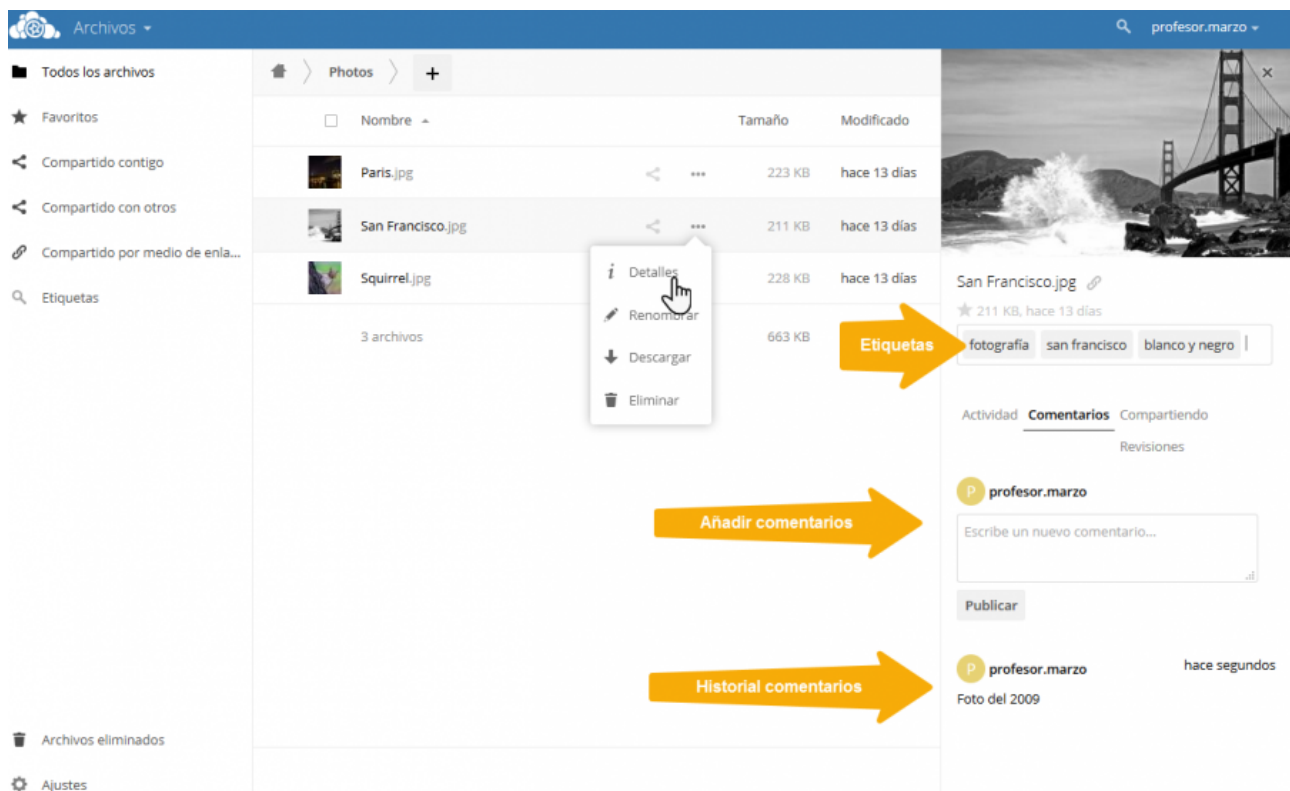 Archivos
profesor.marzo
Todos los archivos
Favoritos
Compartido contigo
Compartido con otros
Compartido por medio de enla...
Etiquetas
Archivos eliminados
Ajustes
Photos
+
Nombre
Tamaño
Modificado
Paris.jpg
223 KB
hace 13 días
San Francisco.jpg
211 KB
hace 13 días
Squirrel.jpg
228 KB
hace 13 días
3 archivos
663 KB
Detalles
Renombrar
Descargar
Eliminar
San Francisco.jpg
211 KB, hace 13 días
Etiquetas
fotografía san francisco blanco y negro
Actividad Comentarios Compartiendo
Revisiones
profesor.marzo
Añadir comentarios
Escribe un nuevo comentario...
Publicar
Historial comentarios
profesor.marzo
hace segundos
Foto del 2009